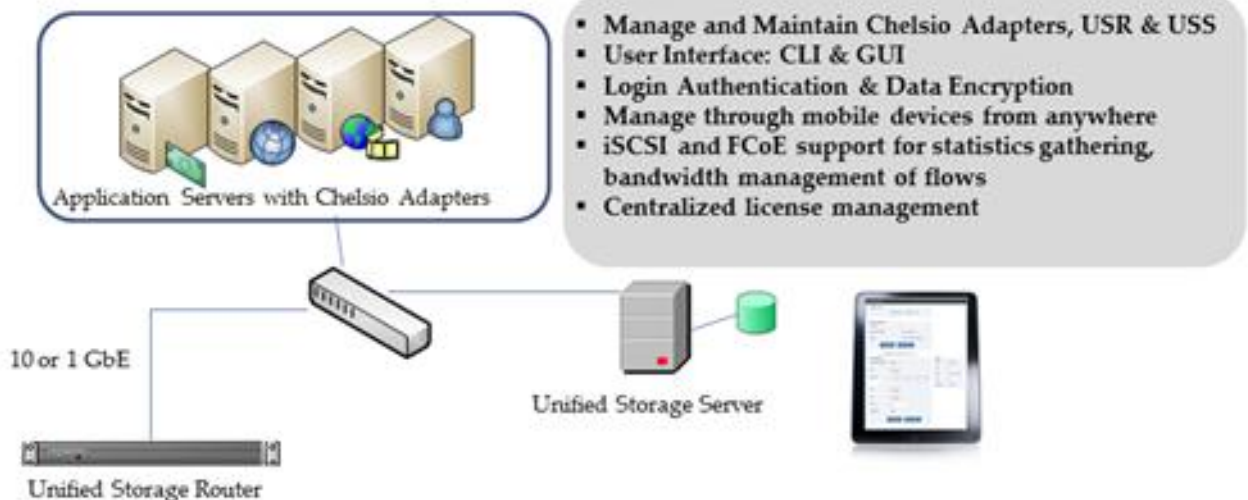 ▪ Manage and Maintain Chelsio Adapters, USR & USS
▪ User Interface: CLI & GUI
▪ Login Authentication & Data Encryption
▪ Manage through mobile devices from anywhere
▪ iSCSI and FCoE support for statistics gathering,
bandwidth management of flows
▪ Centralized license management
Application Servers with Chelsio Adapters
10 or 1 GbE
Unified Storage Server
Unified Storage Router